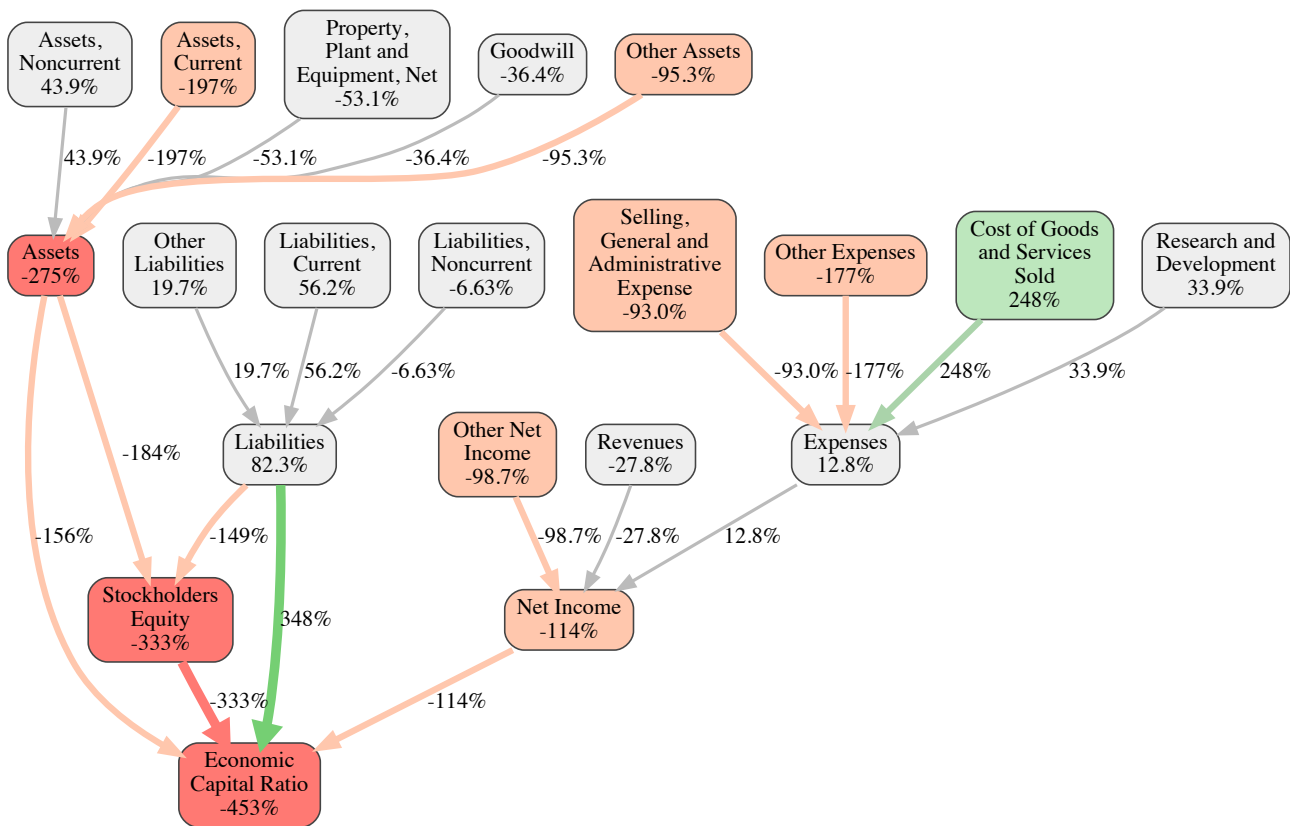 Assets,
Noncurrent
43.9%
Assets,
Current
-197%
Property,
Plant and
Equipment, Net
-53.1%
Goodwill
-36.4%
Other Assets
-95.3%
43.9%
-197%
-53.1%
-36.4%
-95.3%
Assets
-275%
Other
Liabilities
19.7%
Liabilities,
Current
56.2%
Liabilities,
Noncurrent
-6.63%
Selling,
General and
Administrative
Expense
-93.0%
Other Expenses
-177%
Cost of Goods
and Services
Sold
248%
Research and
Development
33.9%
19.7%
56.2%
-6.63%
-93.0%
-177%
248%
33.9%
Liabilities
82.3%
Other Net
Income
-98.7%
Revenues
-27.8%
Expenses
12.8%
-184%
-156%
-149%
-98.7%
-27.8%
12.8%
Stockholders
Equity
-333%
348%
Net Income
-114%
-333%
-114%
Economic
Capital Ratio
-453%